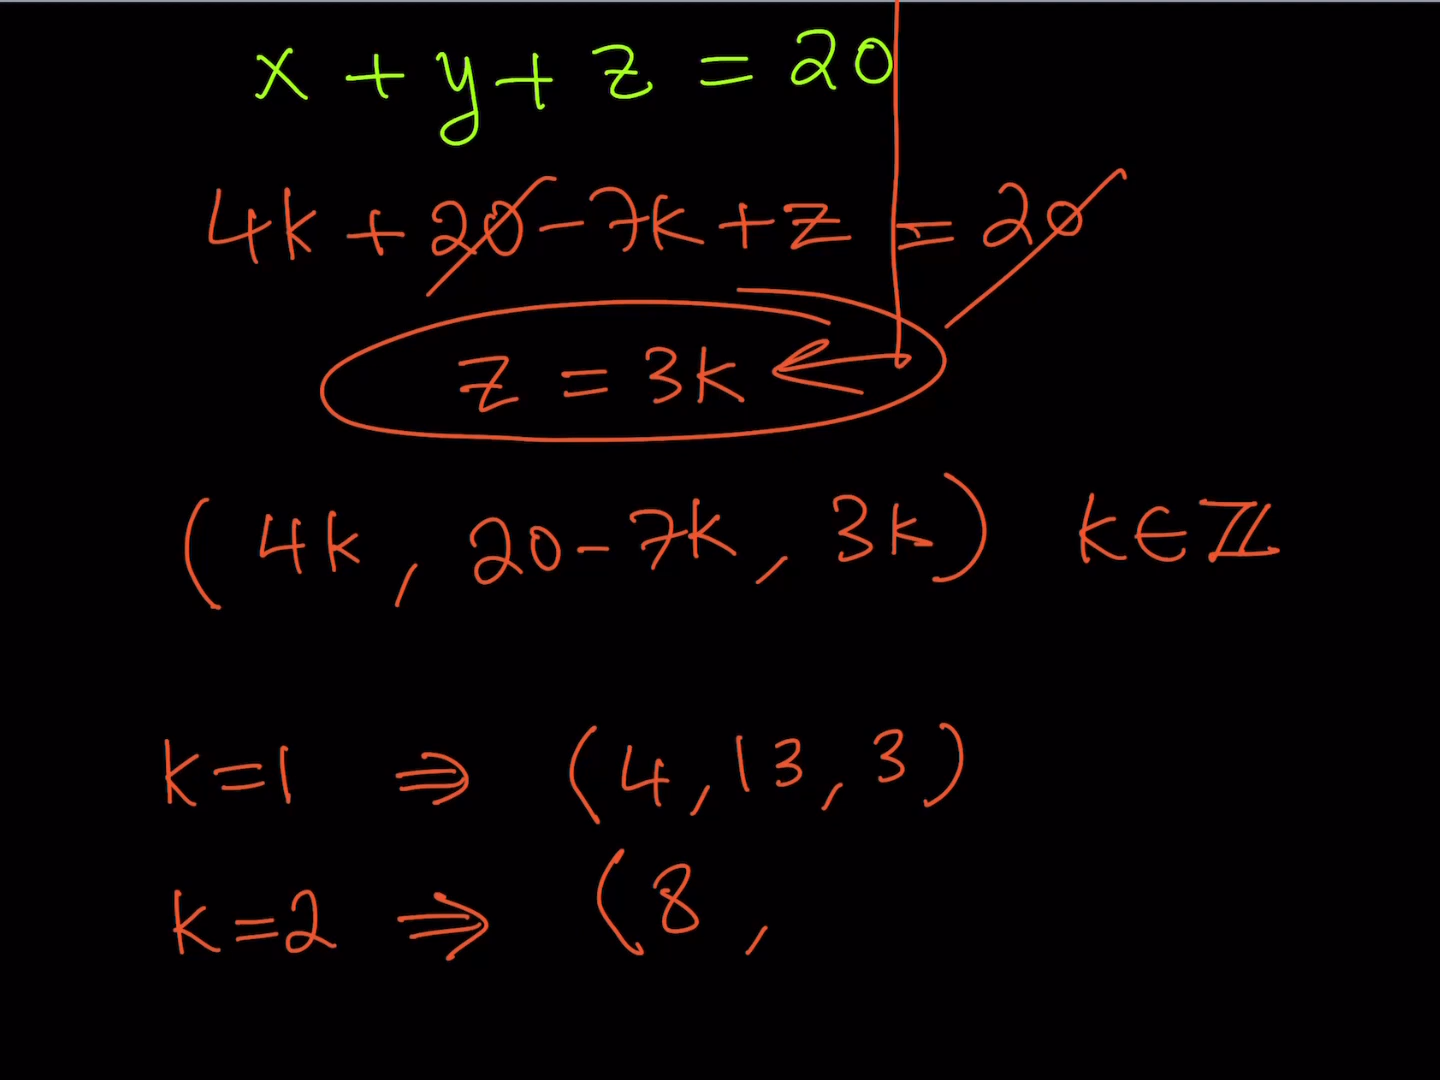 x + y + z = 20
4k + 20 - 7k + z = 20
z = 3k ←
(4k, 20 - 7k, 3k) k ∈ ℤ
k = 1 ⇒ (4, 13, 3)
k = 2 ⇒ (8,